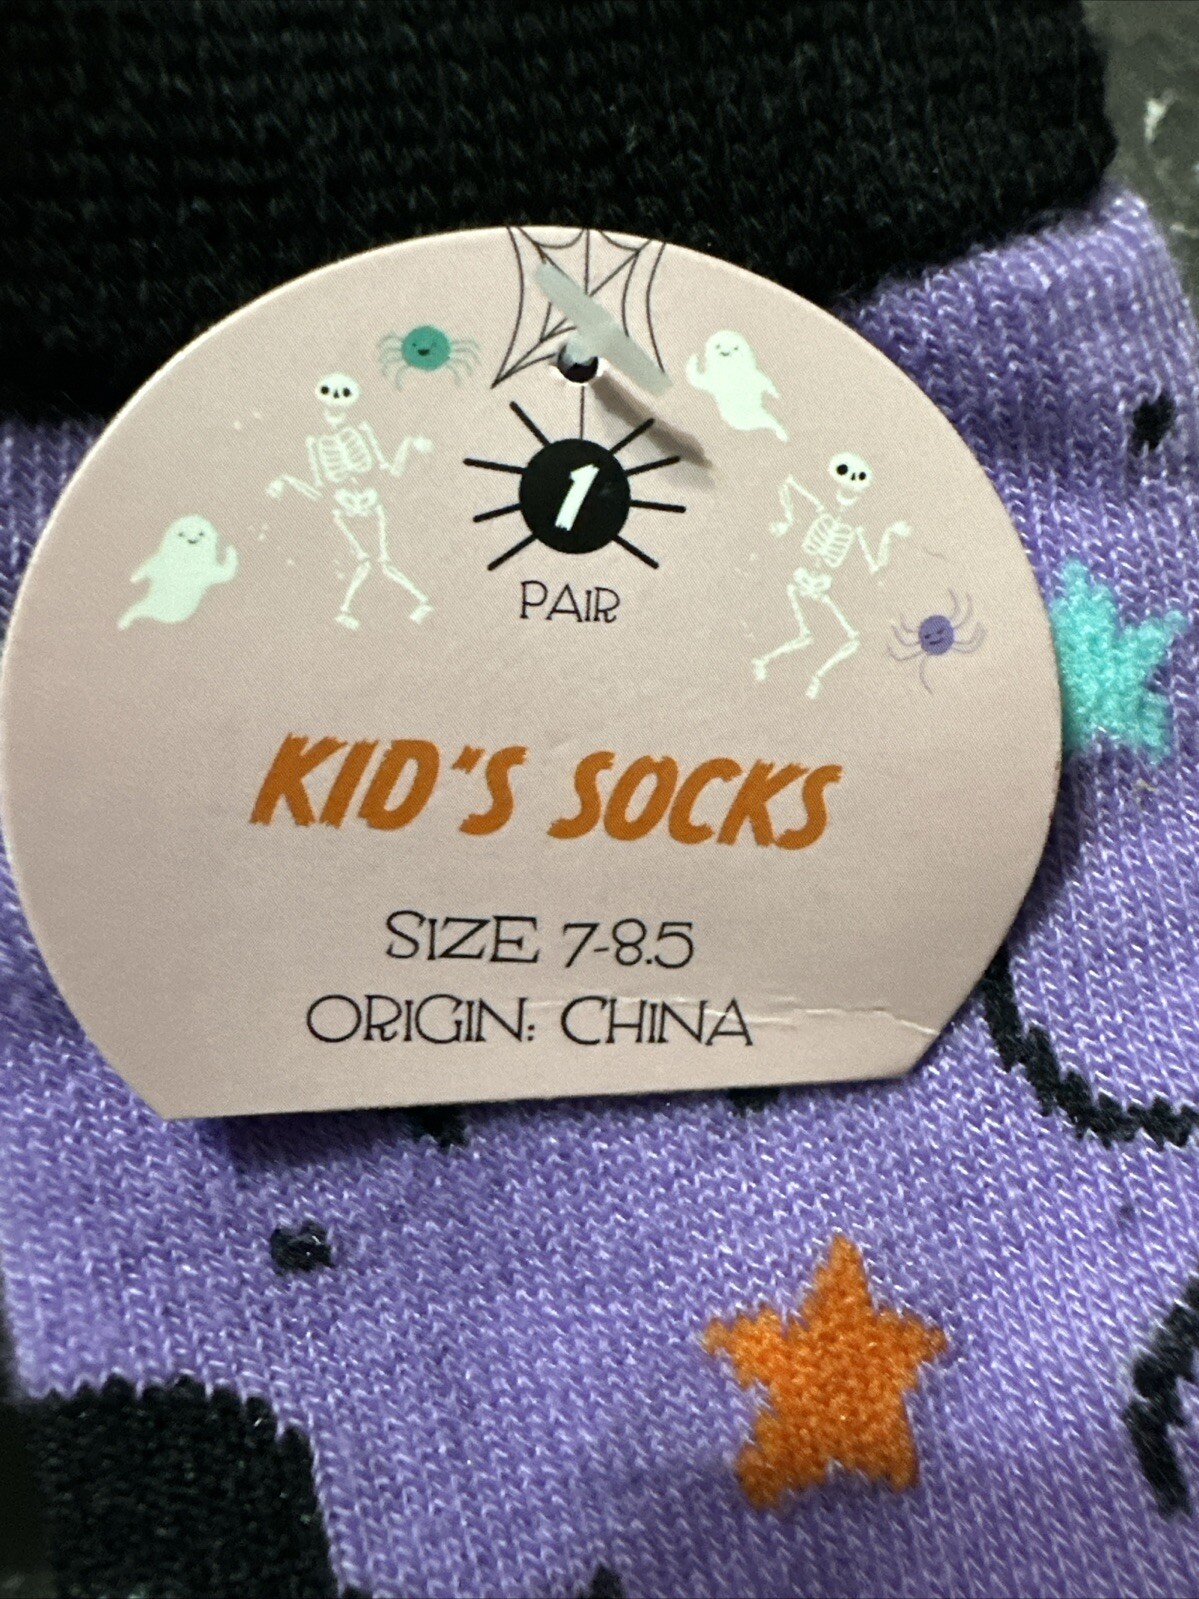 1
PAIR
KID"S SOCKS
SIZE 7-8.5
ORIGIN: CHINA